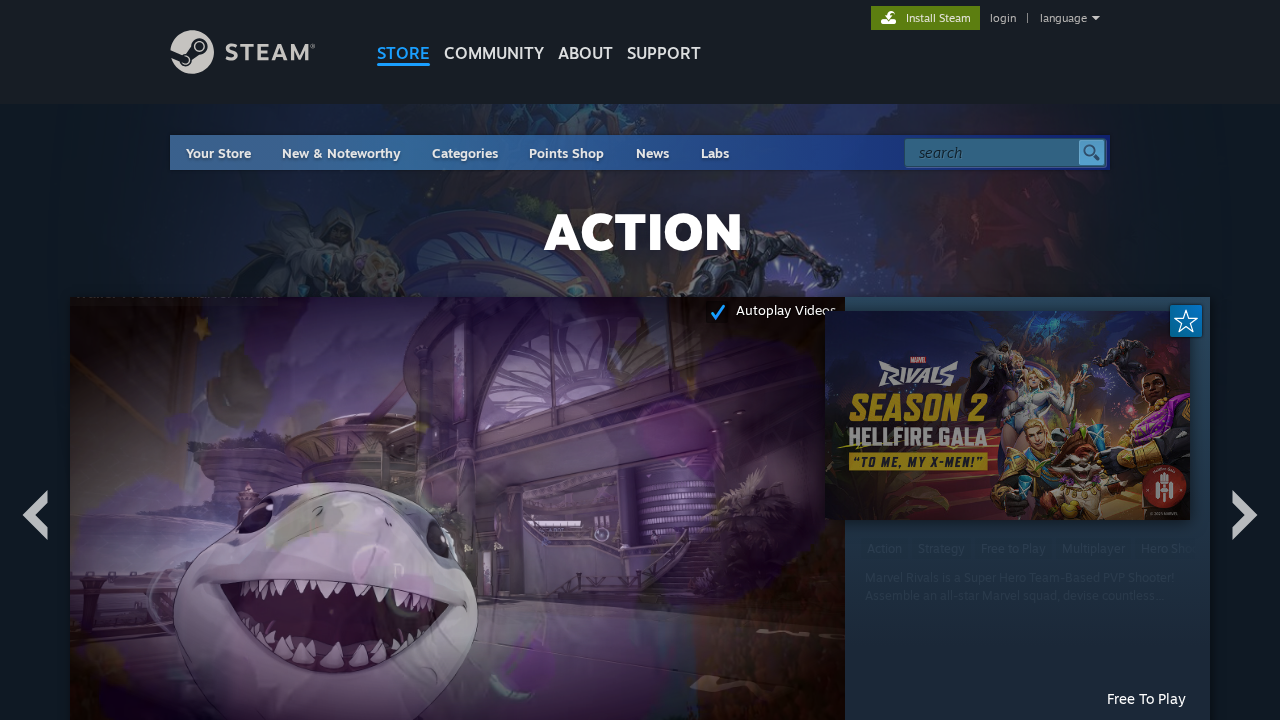 Install Steam
login
|
language
STEAM®
STORE
COMMUNITY
ABOUT
SUPPORT
Your Store
New & Noteworthy
Categories
Points Shop
News
Labs
search
ACTION
Autoplay Videos
MARVEL
RIVALS
SEASON 2
HELLFIRE GALA
"TO ME, MY X-MEN!"
Action
Strategy
Free to Play
Multiplayer
Hero Sho
Marvel Rivals is a Super Hero Team-Based PVP Shooter!
Assemble an all-star Marvel squad, devise countless...
Free To Play